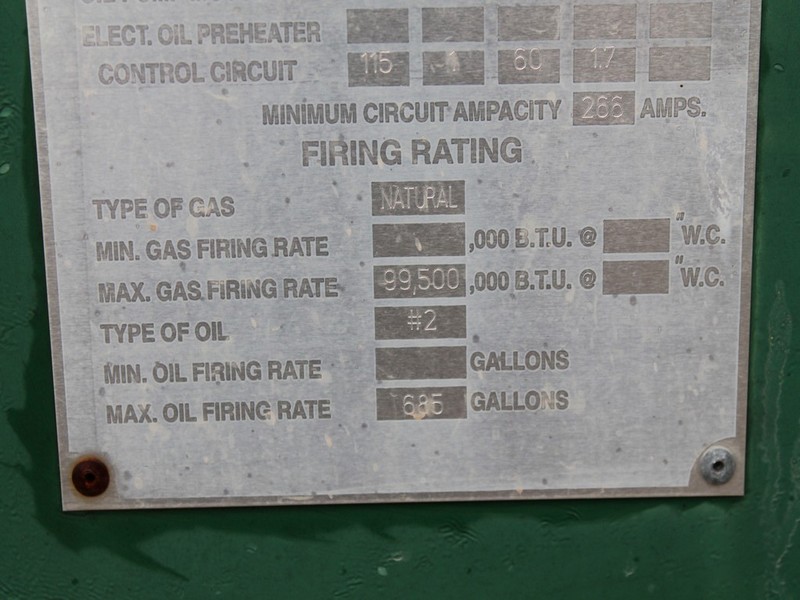 ELECT. OIL PREHEATER
CONTROL CIRCUIT 115 1 60 1.7
MINIMUM CIRCUIT AMPACITY 266 AMPS.
FIRING RATING
TYPE OF GAS NATURAL
MIN. GAS FIRING RATE ,000 B.T.U. @ "W.C.
MAX. GAS FIRING RATE 99,500 ,000 B.T.U. @ "W.C.
TYPE OF OIL #2
MIN. OIL FIRING RATE GALLONS
MAX. OIL FIRING RATE GALLONS